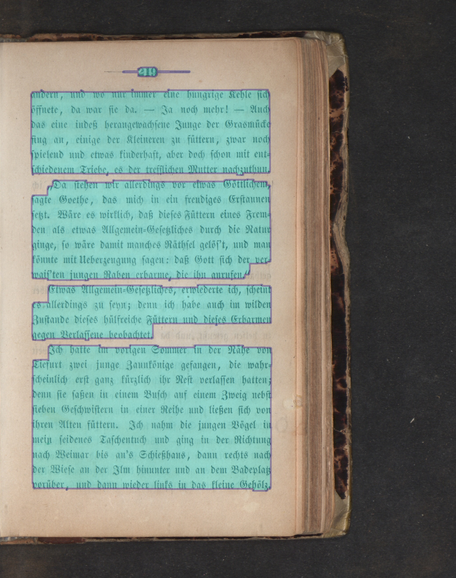 ändern, und wo nur immer eine hungrige Kehle sich
öffnete, da war sie da. — Ja noch mehr! — Auch
das eine indeß herangewachsene Junge der Grasmücke
fing an, einige der Kleineren zu füttern, zwar noch
spielend und etwas kinderhaft, aber doch schon mit ent-
schiedenem Triebe, es der trefflichen Mutter nachzuthun.
Da stehen wir allerdings vor etwas Göttlichem,
sagte Goethe, das mich in ein freudiges Erstaunen
setzt. Wäre es wirklich, daß dieses Füttern eines Frem-
den als etwas Allgemein-Gesetzliches durch die Natur
ginge, so wäre damit manches Räthsel gelös't, und man
könnte mit Ueberzeugung sagen: daß Gott sich der ver-
wais'ten jungen Raben erbarme, die ihn anrufen.
Etwas Allgemein-Gesetzliches, erwiederte ich, scheint
es allerdings zu seyn; denn ich habe auch im wilden
Zustande dieses hülfreiche Füttern und dieses Erbarmen
gegen Verlassene beobachtet.
Ich hatte im vorigen Sommer in der Nähe von
Tiefurt zwei junge Zaunkönige gefangen, die wahr-
scheinlich erst ganz kürzlich ihr Nest verlassen hatten;
denn sie saßen in einem Busch auf einem Zweig nebst
sieben Geschwistern in einer Reihe und ließen sich von
ihren Alten füttern. Ich nahm die jungen Vögel in
mein seidenes Taschentuch und ging in der Richtung
nach Weimar bis an's Schießhaus, dann rechts nach
der Wiese an der Ilm hinunter und an dem Badeplatz
vorüber, und dann wieder links in das kleine Gehölz.